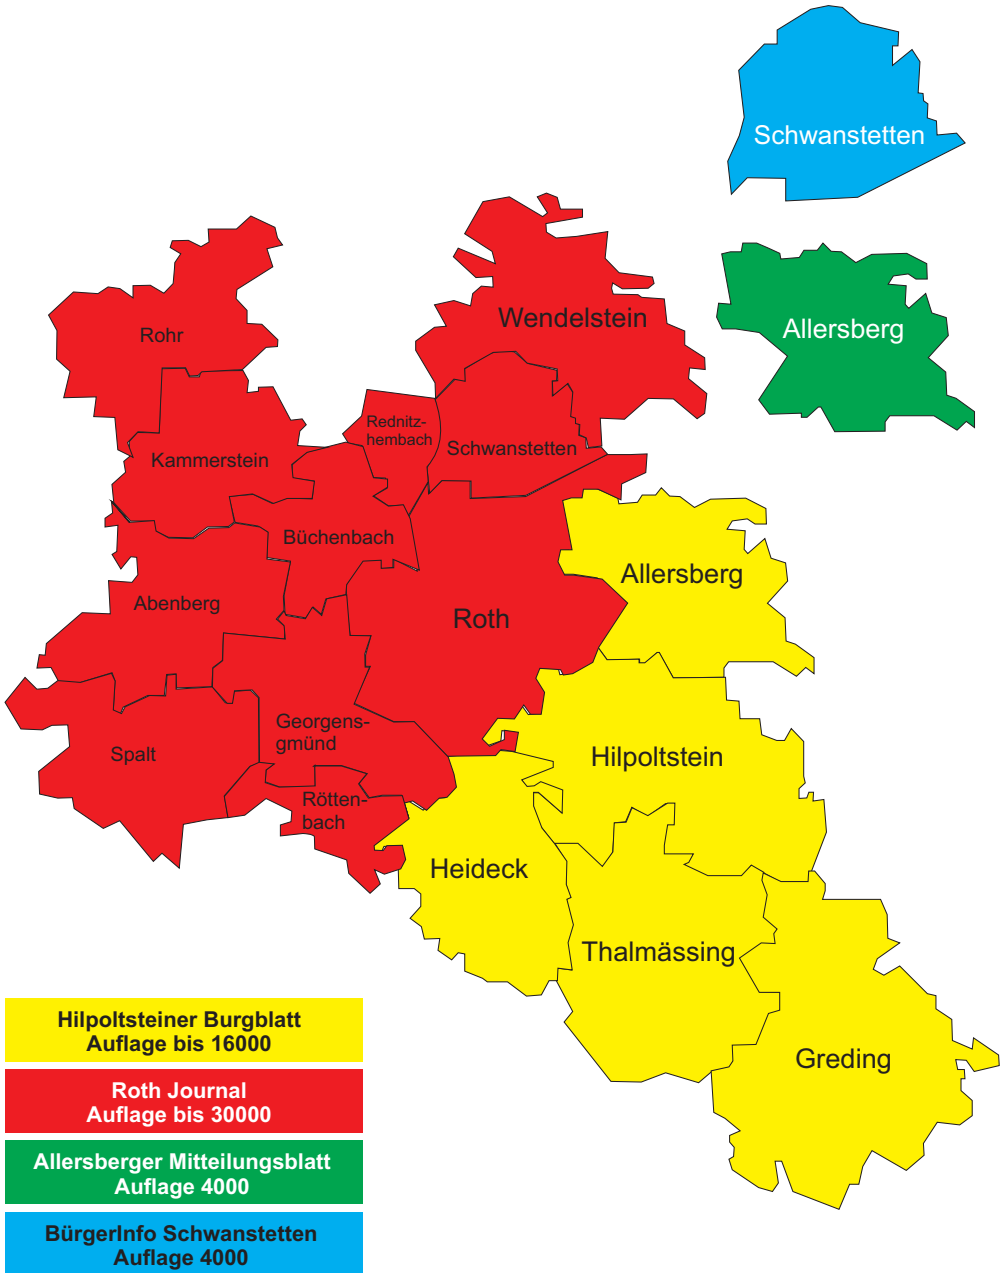 Schwanstetten
Allersberg
Wendelstein
Rohr
Rednitz-
hembach
Schwanstetten
Kammerstein
Büchenbach
Allersberg
Abenberg
Roth
Georgens-
gmünd
Spalt
Hilpoltstein
Rötten-
bach
Heideck
Thalmässing
Greding
Hilpoltsteiner Burgblatt
Auflage bis 16000
Roth Journal
Auflage bis 30000
Allersberger Mitteilungsblatt
Auflage 4000
BürgerInfo Schwanstetten
Auflage 4000